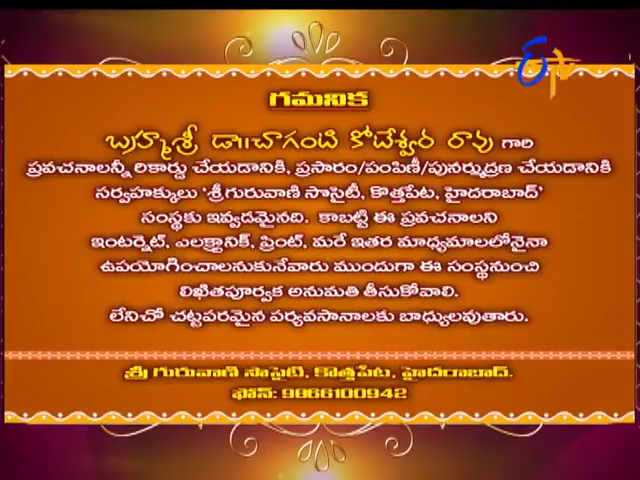 ETV
గమనిక
బ్రహ్మశ్రీ డా॥చాగంటి కోటేశ్వర రావు గారి
ప్రవచనాలన్నీ రికార్డు చేయడానికి, ప్రసారం/పంపిణీ/పునర్ముద్రణ చేయడానికి
సర్వహక్కులు 'శ్రీగురువాణి సొసైటీ, కొత్తపేట, హైదరాబాద్'
సంస్థకు ఇవ్వడమైనది. కాబట్టి ఈ ప్రవచనాలని
ఇంటర్నెట్, ఎలక్ట్రానిక్, ప్రింట్, మరే ఇతర మాధ్యమాలలోనైనా
ఉపయోగించాలనుకునేవారు ముందుగా ఈ సంస్థనుంచి
లిఖితపూర్వక అనుమతి తీసుకోవాలి.
లేనిచో చట్టపరమైన పర్యవసానాలకు బాధ్యులవుతారు.
శ్రీ గురువాణి సొసైటి, కొత్తపేట, హైదరాబాద్.
ఫోన్: 9866100942